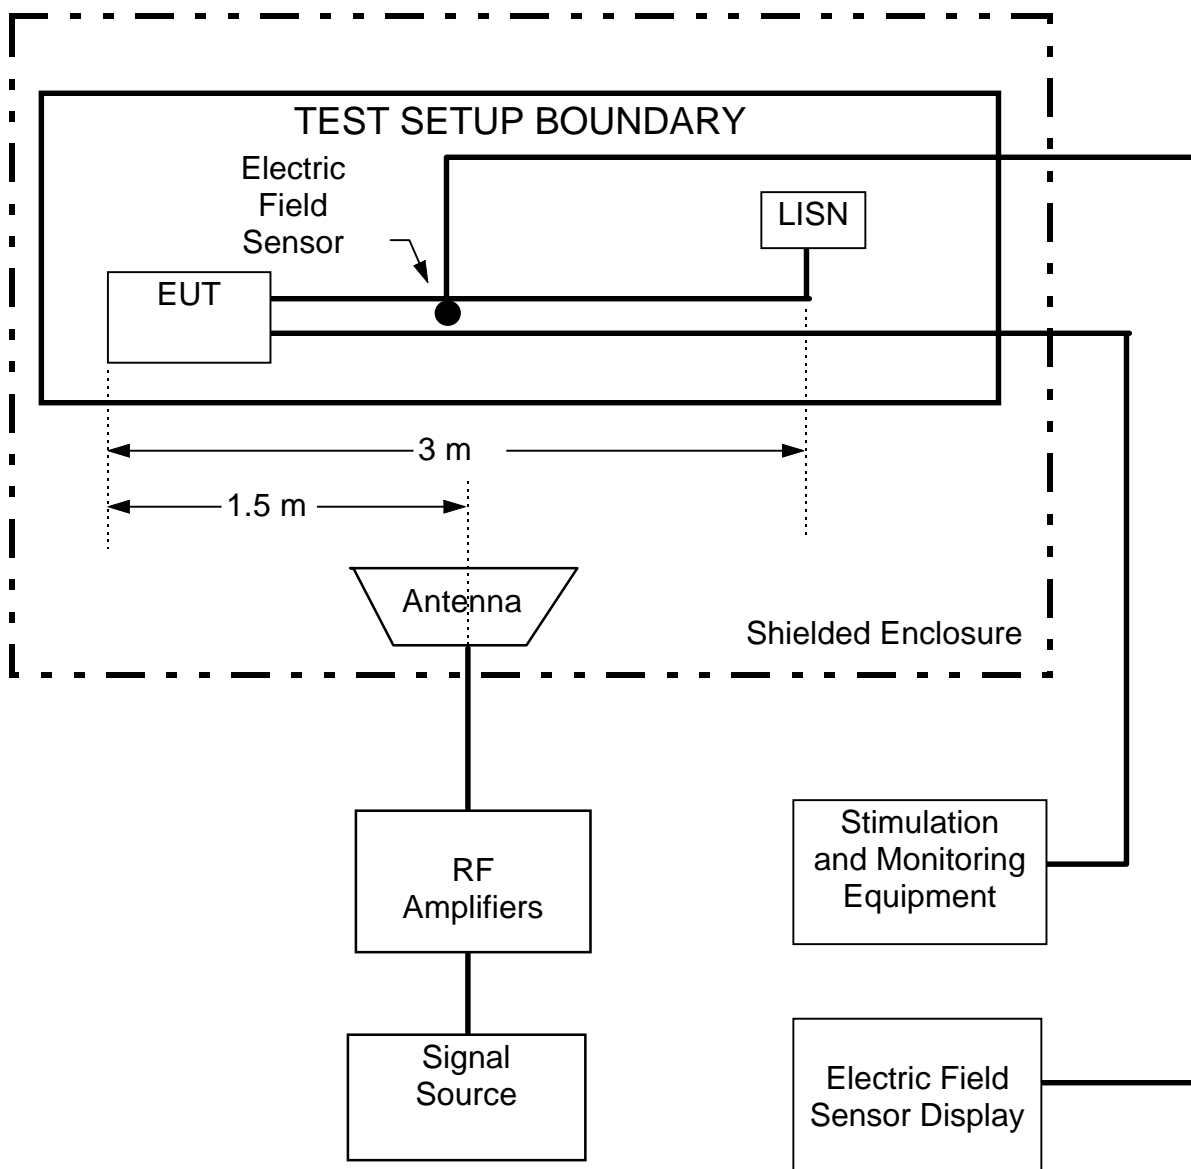 TEST SETUP BOUNDARY
Electric
Field
Sensor
LISN
EUT
3 m
1.5 m
Antenna
Shielded Enclosure
RF
Amplifiers
Stimulation
and Monitoring
Equipment
Signal
Source
Electric Field
Sensor Display